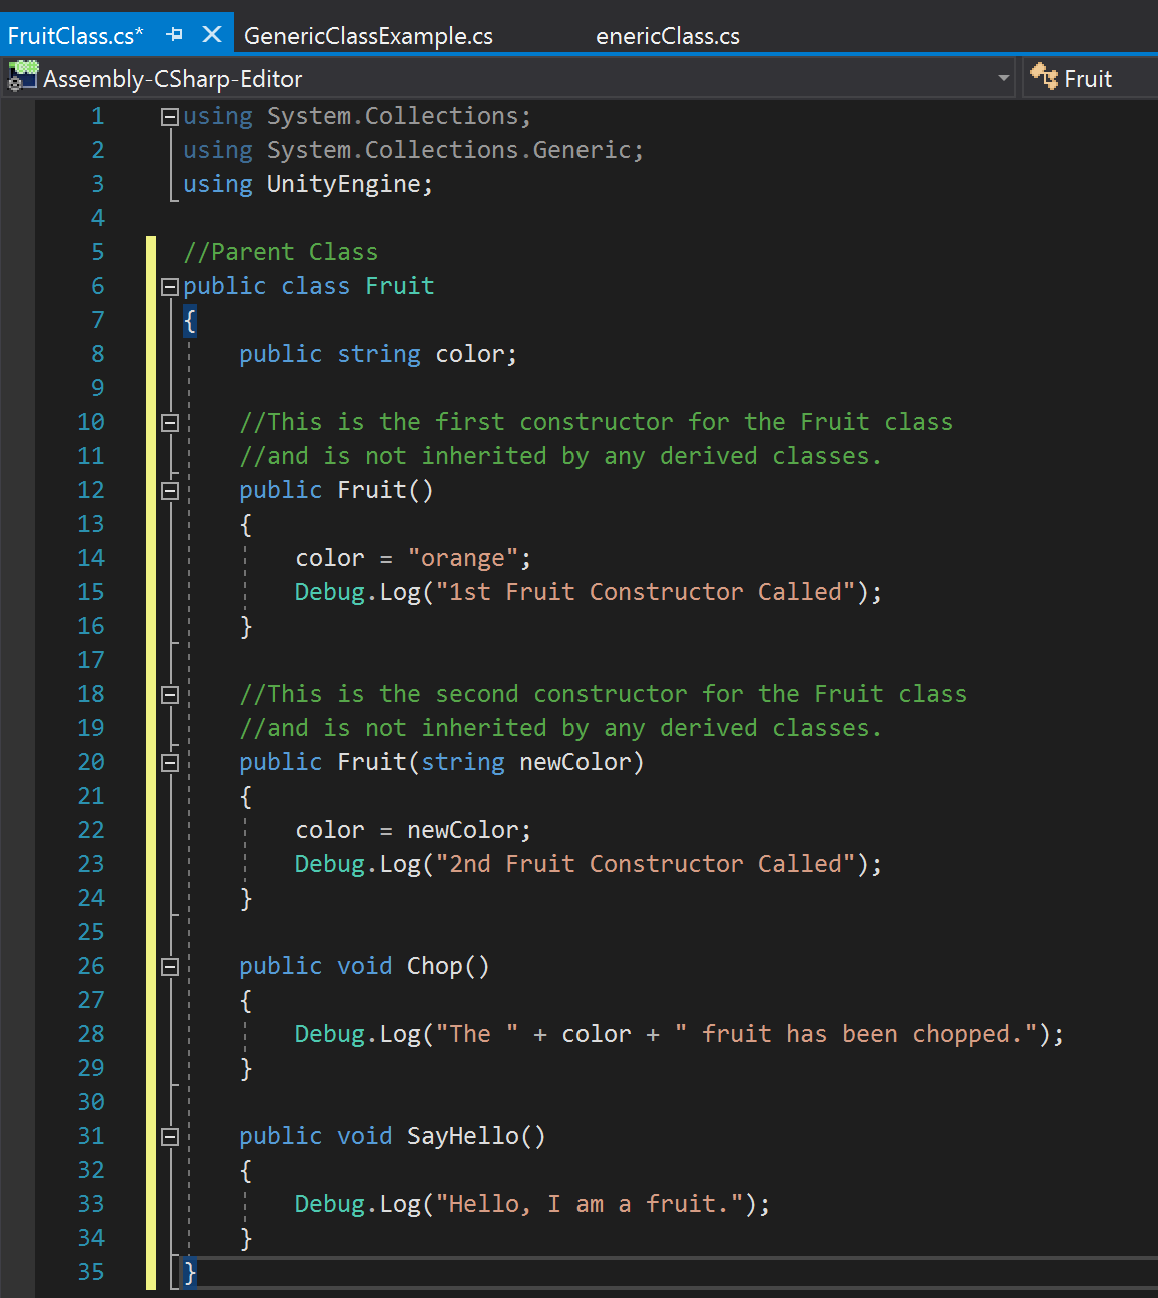 FruitClass.cs* GenericClassExample.cs enericClass.cs
Assembly-CSharp-Editor Fruit
1 using System.Collections;
2 using System.Collections.Generic;
3 using UnityEngine;
4
5 //Parent Class
6 public class Fruit
7 {
8 public string color;
9
10 //This is the first constructor for the Fruit class
11 //and is not inherited by any derived classes.
12 public Fruit()
13 {
14 color = "orange";
15 Debug.Log("1st Fruit Constructor Called");
16 }
17
18 //This is the second constructor for the Fruit class
19 //and is not inherited by any derived classes.
20 public Fruit(string newColor)
21 {
22 color = newColor;
23 Debug.Log("2nd Fruit Constructor Called");
24 }
25
26 public void Chop()
27 {
28 Debug.Log("The " + color + " fruit has been chopped.");
29 }
30
31 public void SayHello()
32 {
33 Debug.Log("Hello, I am a fruit.");
34 }
35 }